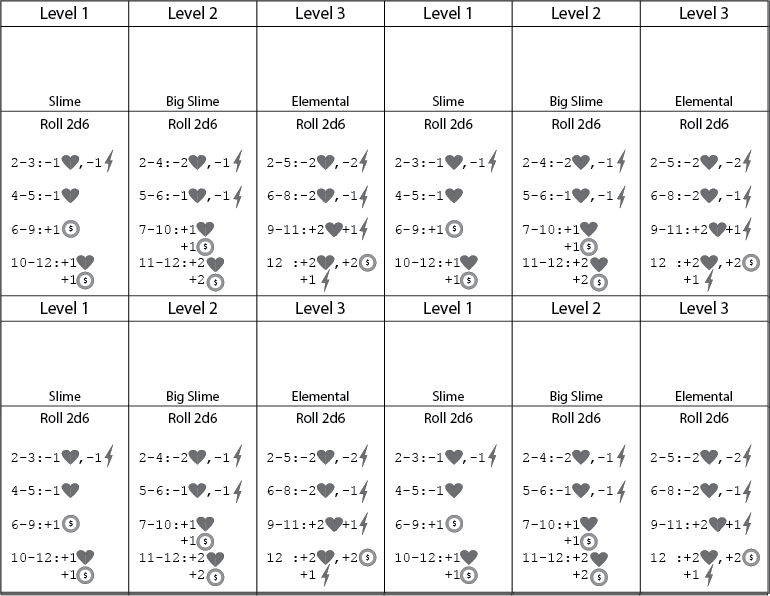 Level 1 Level 2 Level 3 Level 1 Level 2 Level 3
Slime Big Slime Elemental Slime Big Slime Elemental
Roll 2d6 Roll 2d6 Roll 2d6 Roll 2d6 Roll 2d6 Roll 2d6
2-3:-1 ,-1 2-4:-2 ,-1 2-5:-2 ,-2 2-3:-1 ,-1 2-4:-2 ,-1 2-5:-2 ,-2
4-5:-1 5-6:-1 ,-1 6-8:-2 ,-1 4-5:-1 5-6:-1 ,-1 6-8:-2 ,-1
6-9:+1 $ 7-10:+1 9-11:+2 +1 6-9:+1 $ 7-10:+1 9-11:+2 +1
+1 $ +1 $
10-12:+1 11-12:+2 12 :+2 ,+2 $ 10-12:+1 11-12:+2 12 :+2 ,+2 $
+1 $ +2 $ +1 +1 $ +2 $ +1
Level 1 Level 2 Level 3 Level 1 Level 2 Level 3
Slime Big Slime Elemental Slime Big Slime Elemental
Roll 2d6 Roll 2d6 Roll 2d6 Roll 2d6 Roll 2d6 Roll 2d6
2-3:-1 ,-1 2-4:-2 ,-1 2-5:-2 ,-2 2-3:-1 ,-1 2-4:-2 ,-1 2-5:-2 ,-2
4-5:-1 5-6:-1 ,-1 6-8:-2 ,-1 4-5:-1 5-6:-1 ,-1 6-8:-2 ,-1
6-9:+1 $ 7-10:+1 9-11:+2 +1 6-9:+1 $ 7-10:+1 9-11:+2 +1
+1 $ +1 $
10-12:+1 11-12:+2 12 :+2 ,+2 $ 10-12:+1 11-12:+2 12 :+2 ,+2 $
+1 $ +2 $ +1 +1 $ +2 $ +1